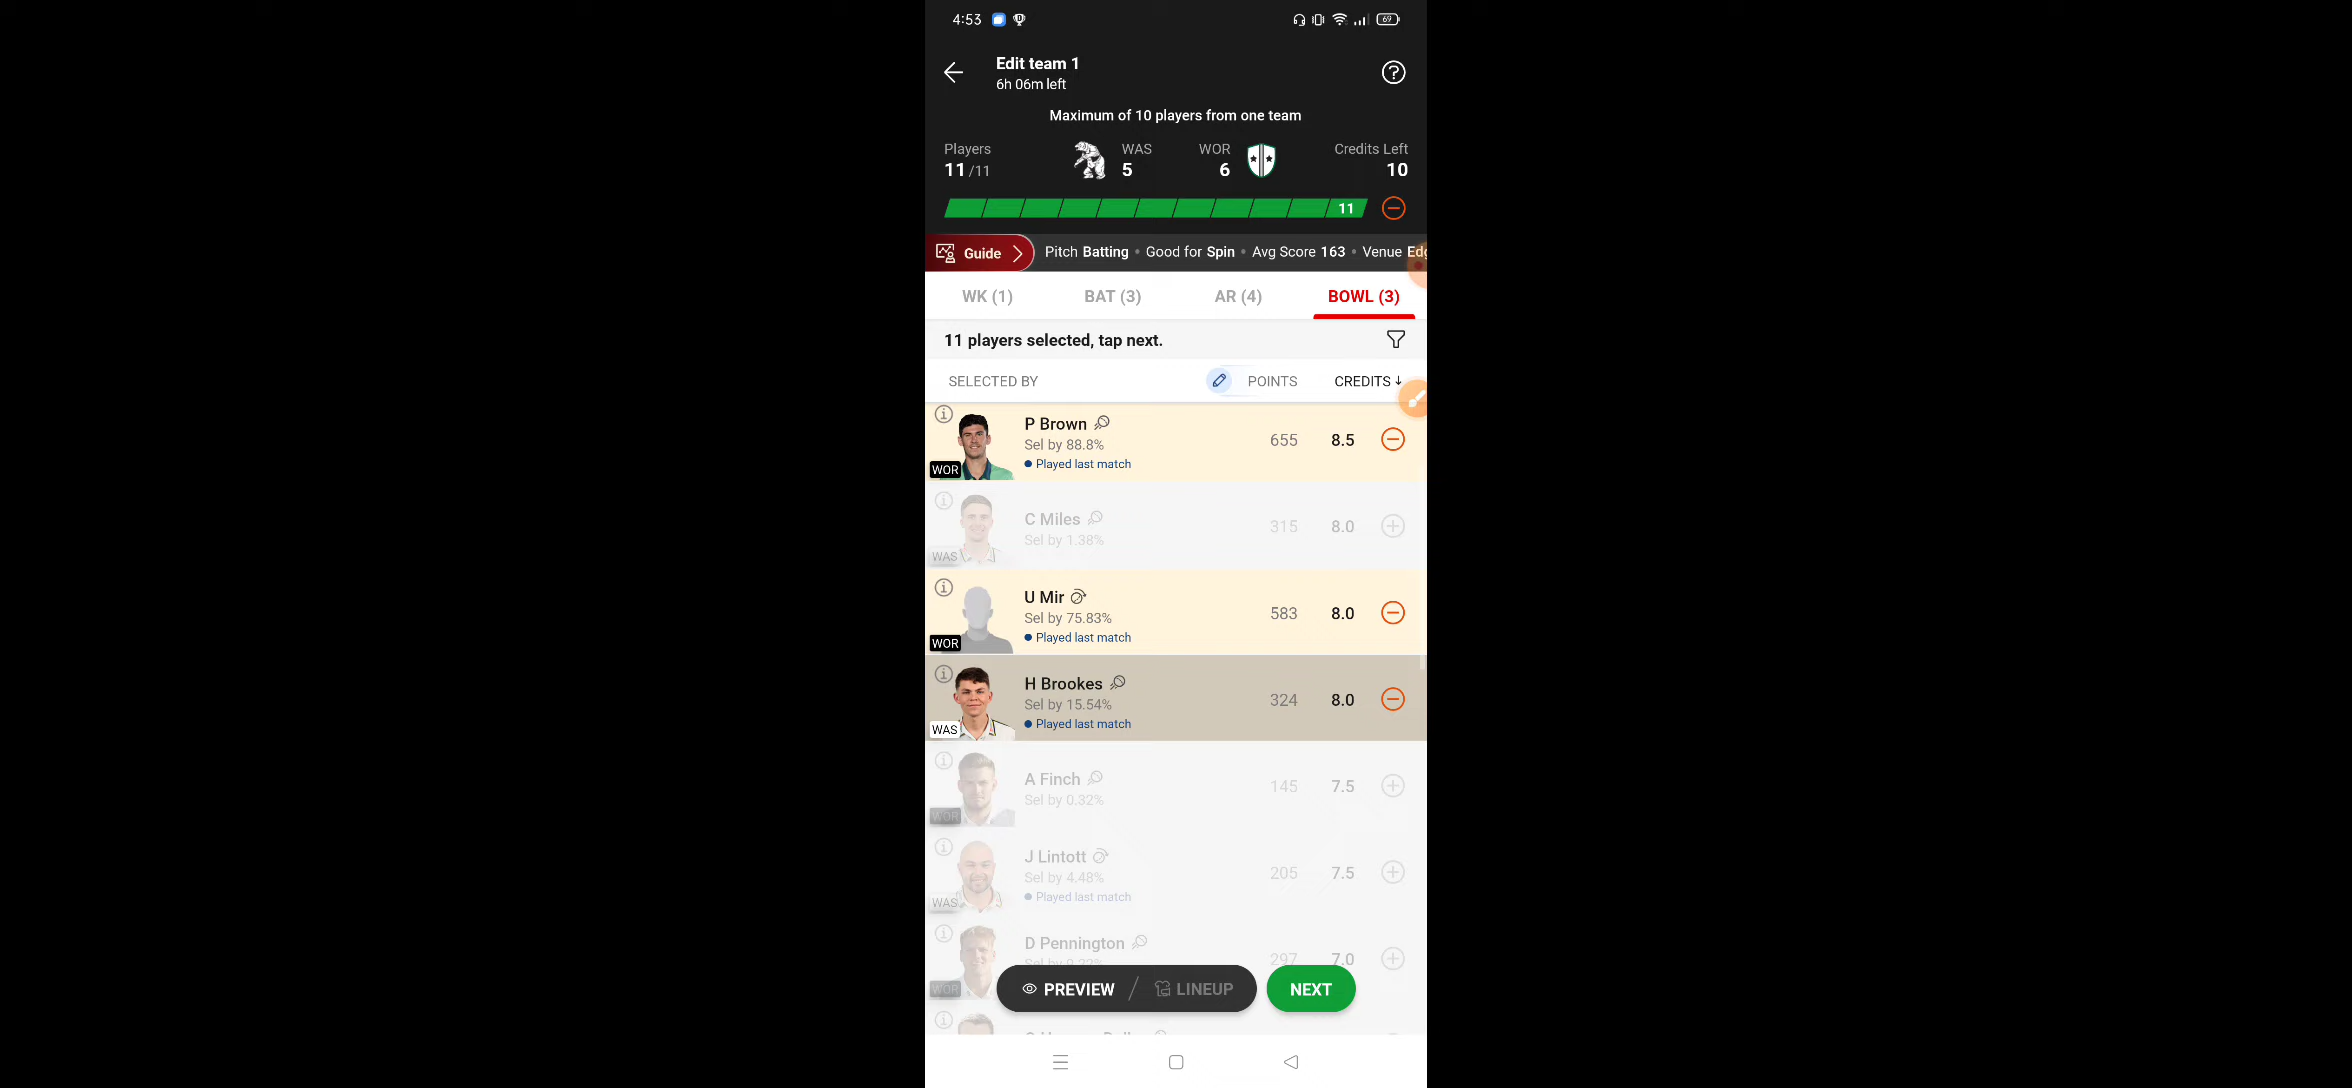 4:53
69
Edit team 1
6h 06m left
Maximum of 10 players from one team
Players WAS WOR Credits Left
11/11 5 6 10
11
Guide Pitch Batting • Good for Spin • Avg Score 163 • Venue
WK (1) BAT (3) AR (4) BOWL (3)
11 players selected, tap next.
SELECTED BY POINTS CREDITS ↓
P Brown
Sel by 88.8% 655 8.5
Played last match
WOR
C Miles
Sel by 1.38% 315 8.0
WAS
U Mir
Sel by 75.83% 583 8.0
Played last match
WOR
H Brookes
Sel by 15.54% 324 8.0
Played last match
WAS
A Finch
Sel by 0.32% 145 7.5
WOR
J Lintott
Sel by 4.48% 205 7.5
Played last match
WAS
D Pennington
297 7.0
WOR
PREVIEW / LINEUP NEXT